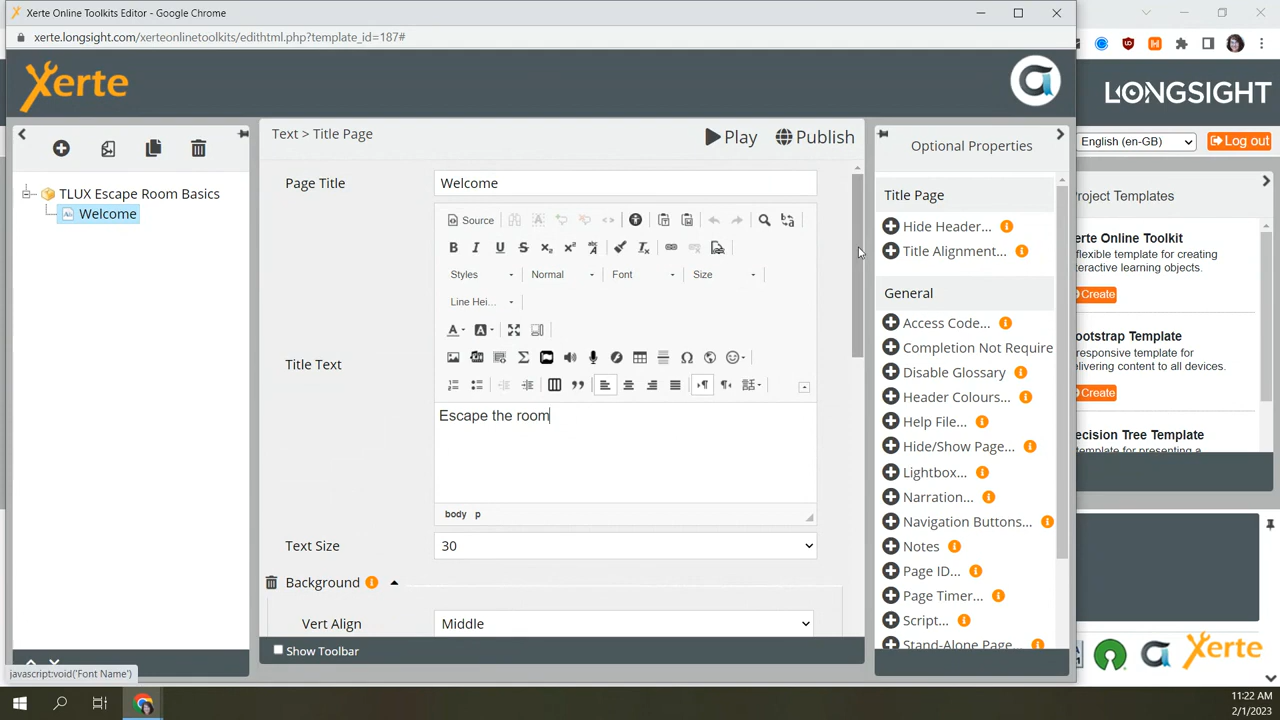 Xerte Online Toolkits Editor - Google Chrome
xerte.longsight.com/xerteonlinetoolkits/edithtml.php?template_id=187#
Xerte
LONGSIGHT
English (en-GB)
Log out
TLUX Escape Room Basics
Welcome
Text > Title Page
Play
Publish
Page Title
Welcome
Source
Styles
Normal
Font
Size
Line Hei...
Title Text
Escape the room
body p
Text Size
30
Background
Vert Align
Middle
Show Toolbar
Optional Properties
Title Page
Hide Header...
Title Alignment...
General
Access Code...
Completion Not Require
Disable Glossary
Header Colours...
Help File...
Hide/Show Page...
Lightbox...
Narration...
Navigation Buttons...
Notes
Page ID...
Page Timer...
Script...
Stand-Alone Page...
Project Templates
erte Online Toolkit
flexible template for creating
teractive learning objects.
Create
ootstrap Template
responsive template for
elivering content to all devices.
Create
ecision Tree Template
template for presenting a
Xerte
javascript:void('Font Name')
11:22 AM
2/1/2023